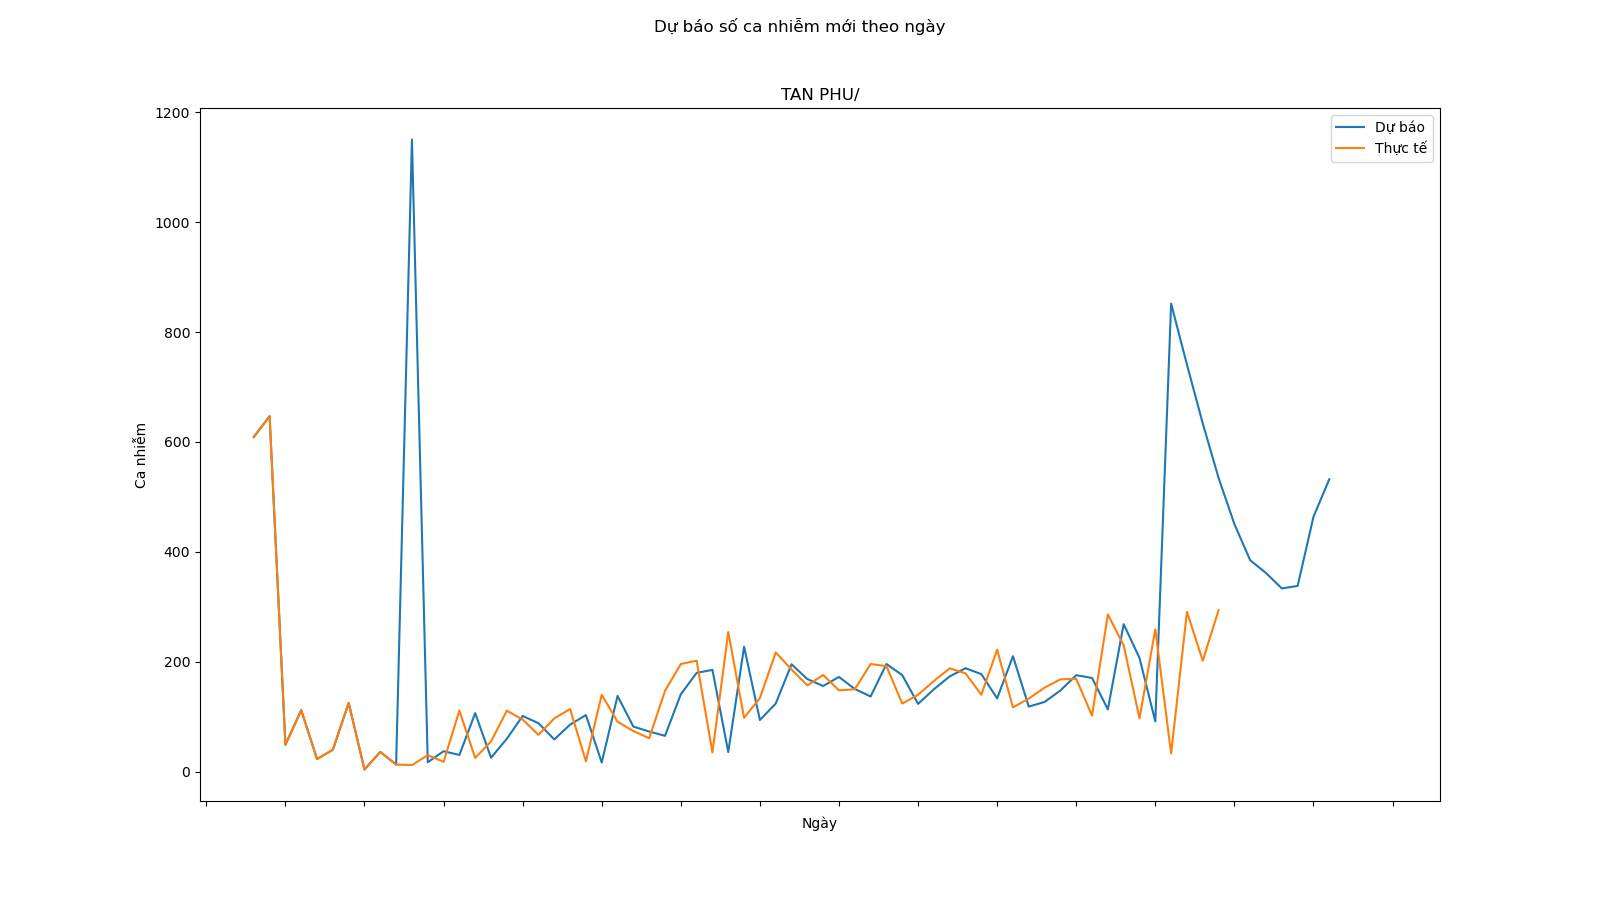 Dự báo số ca nhiễm mới theo ngày
TAN PHU/
1200
1000
800
600
400
200
0
Ca nhiễm
Dự báo
Thực tế
Ngày